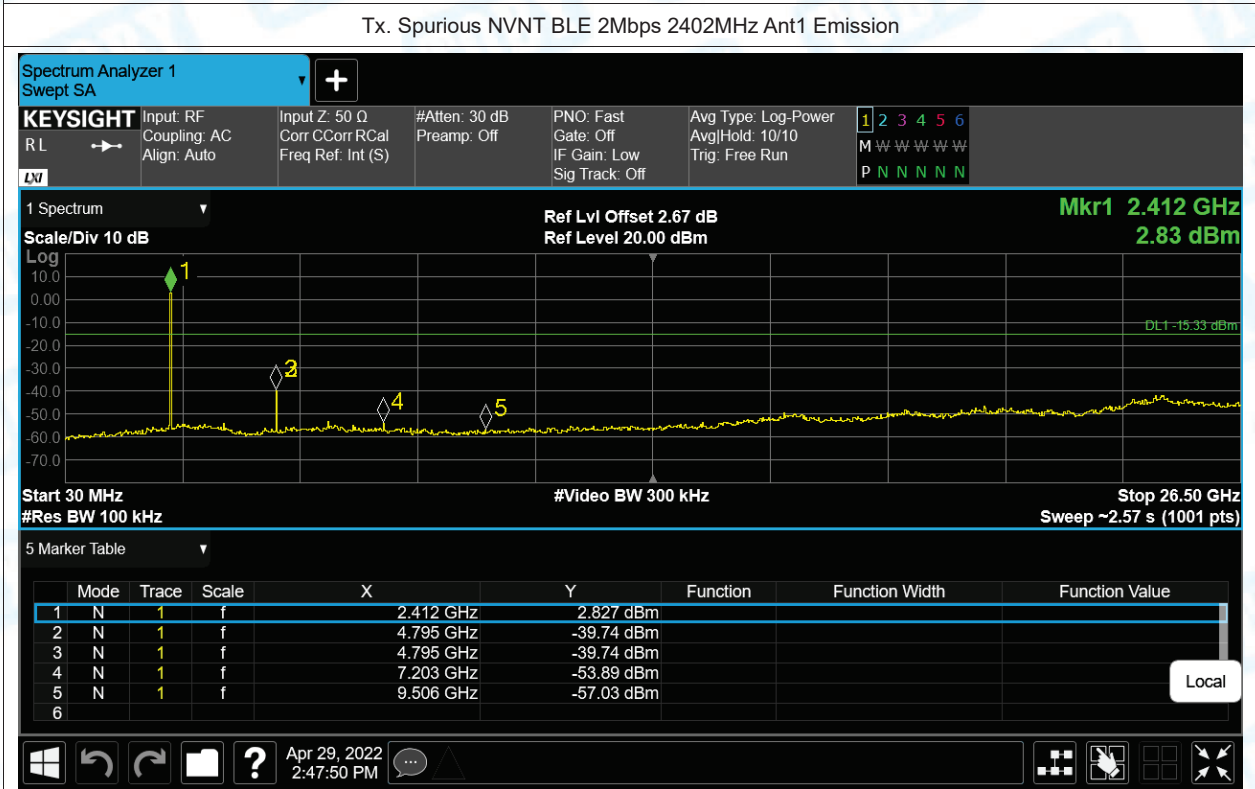 Tx. Spurious NVNT BLE 2Mbps 2402MHz Ant1 Emission
Spectrum Analyzer 1
Swept SA
KEYSIGHT Input: RF Input Z: 50 Ω #Atten: 30 dB PNO: Fast Avg Type: Log-Power 1 2 3 4 5 6
R L Coupling: AC Corr CCorr RCal Preamp: Off Gate: Off Avg|Hold: 10/10 M W W W W W
Align: Auto Freq Ref: Int (S) IF Gain: Low Trig: Free Run
LXI Sig Track: Off P N N N N N
1 Spectrum Ref Lvl Offset 2.67 dB Mkr1 2.412 GHz
Scale/Div 10 dB Ref Level 20.00 dBm 2.83 dBm
Log
1
10.0
0.00
-10.0
DL1 -15.33 dBm
-20.0
-30.0
2
-40.0
4
5
-50.0
-60.0
-70.0
Start 30 MHz #Video BW 300 kHz Stop 26.50 GHz
#Res BW 100 kHz Sweep ~2.57 s (1001 pts)
5 Marker Table
Mode Trace Scale X Y Function Function Width Function Value
1 N 1 f 2.412 GHz 2.827 dBm
2 N 1 f 4.795 GHz -39.74 dBm
3 N 1 f 4.795 GHz -39.74 dBm
4 N 1 f 7.203 GHz -53.89 dBm
5 N 1 f 9.506 GHz -57.03 dBm
6
Local
? Apr 29, 2022
2:47:50 PM